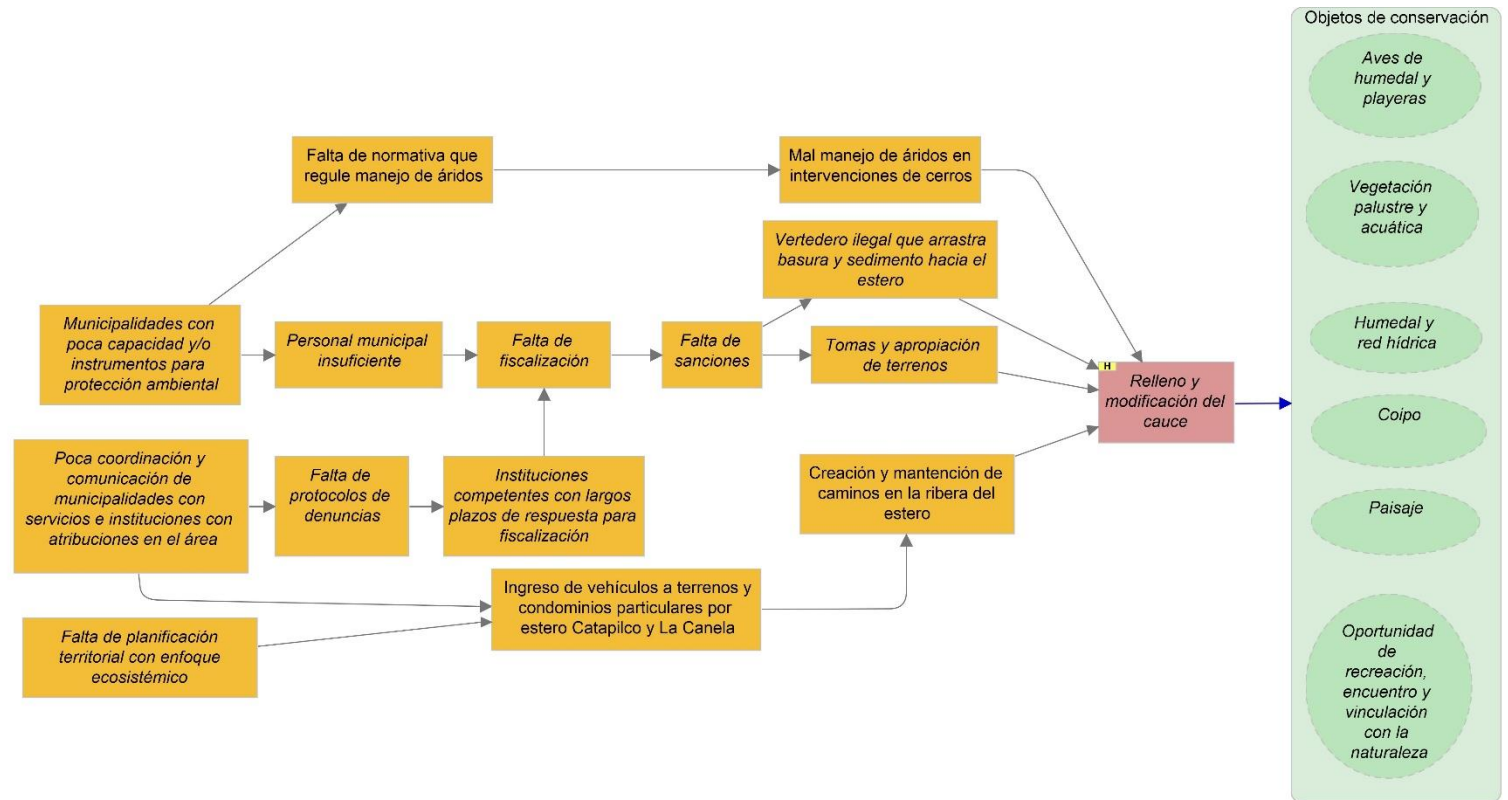 Objetos de conservación
Aves de
humedal y
playeras
Vegetación
palustre y
acuática
Humedal y
red hídrica
Coipo
Paisaje
Oportunidad
de
recreación,
encuentro y
vinculación
con la
naturaleza
Falta de normativa que
regule manejo de áridos
Mal manejo de áridos en
intervenciones de cerros
Vertedero ilegal que arrastra
basura y sedimento hacia el
estero
Municipalidades con
poca capacidad y/o
instrumentos para
protección ambiental
Personal municipal
insuficiente
Falta de
fiscalización
Falta de
sanciones
Tomas y apropiación
de terrenos
H
Relleno y
modificación del
cauce
Poca coordinación y
comunicación de
municipalidades con
servicios e instituciones con
atribuciones en el área
Falta de
protocolos de
denuncias
Instituciones
competentes con largos
plazos de respuesta para
fiscalización
Creación y mantención de
caminos en la ribera del
estero
Ingreso de vehículos a terrenos y
condominios particulares por
estero Catapilco y La Canela
Falta de planificación
territorial con enfoque
ecosistémico